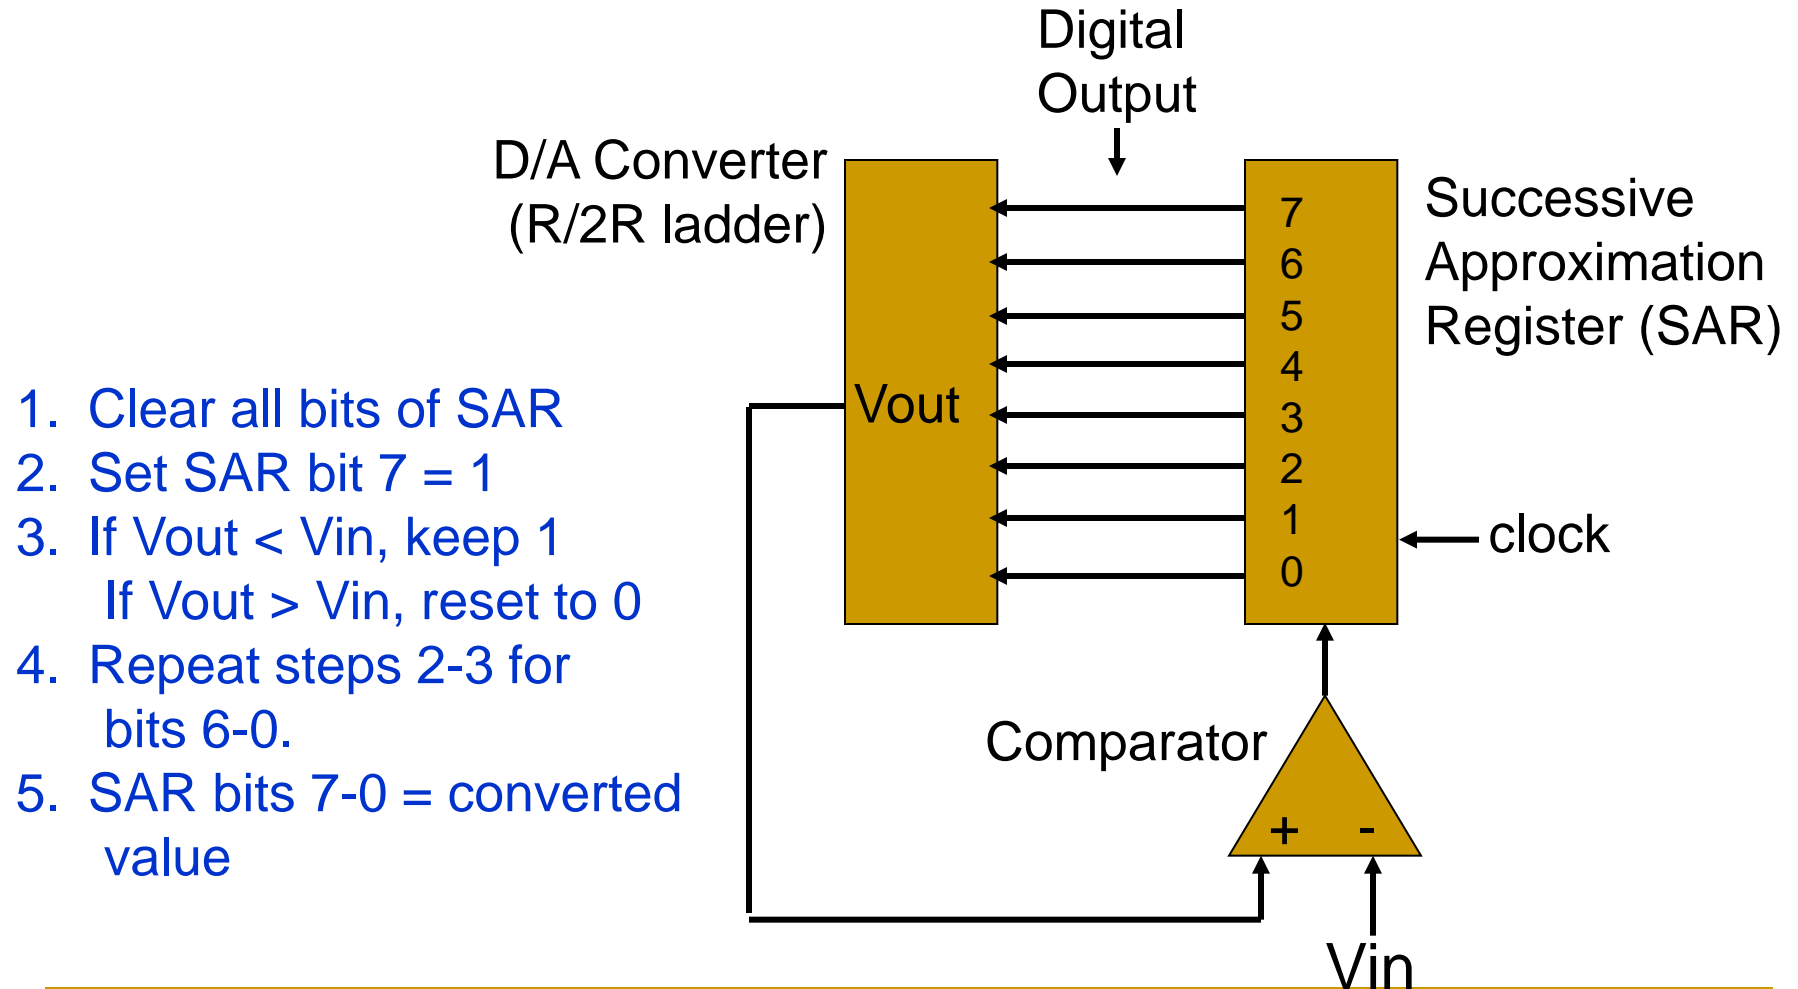 Digital
Output
D/A Converter
(R/2R ladder)
7
6
5
4
3
2
1
0
Successive
Approximation
Register (SAR)
Vout
1. Clear all bits of SAR
2. Set SAR bit 7 = 1
3. If Vout < Vin, keep 1
If Vout > Vin, reset to 0
4. Repeat steps 2-3 for
bits 6-0.
5. SAR bits 7-0 = converted
value
clock
Comparator
+ -
Vin